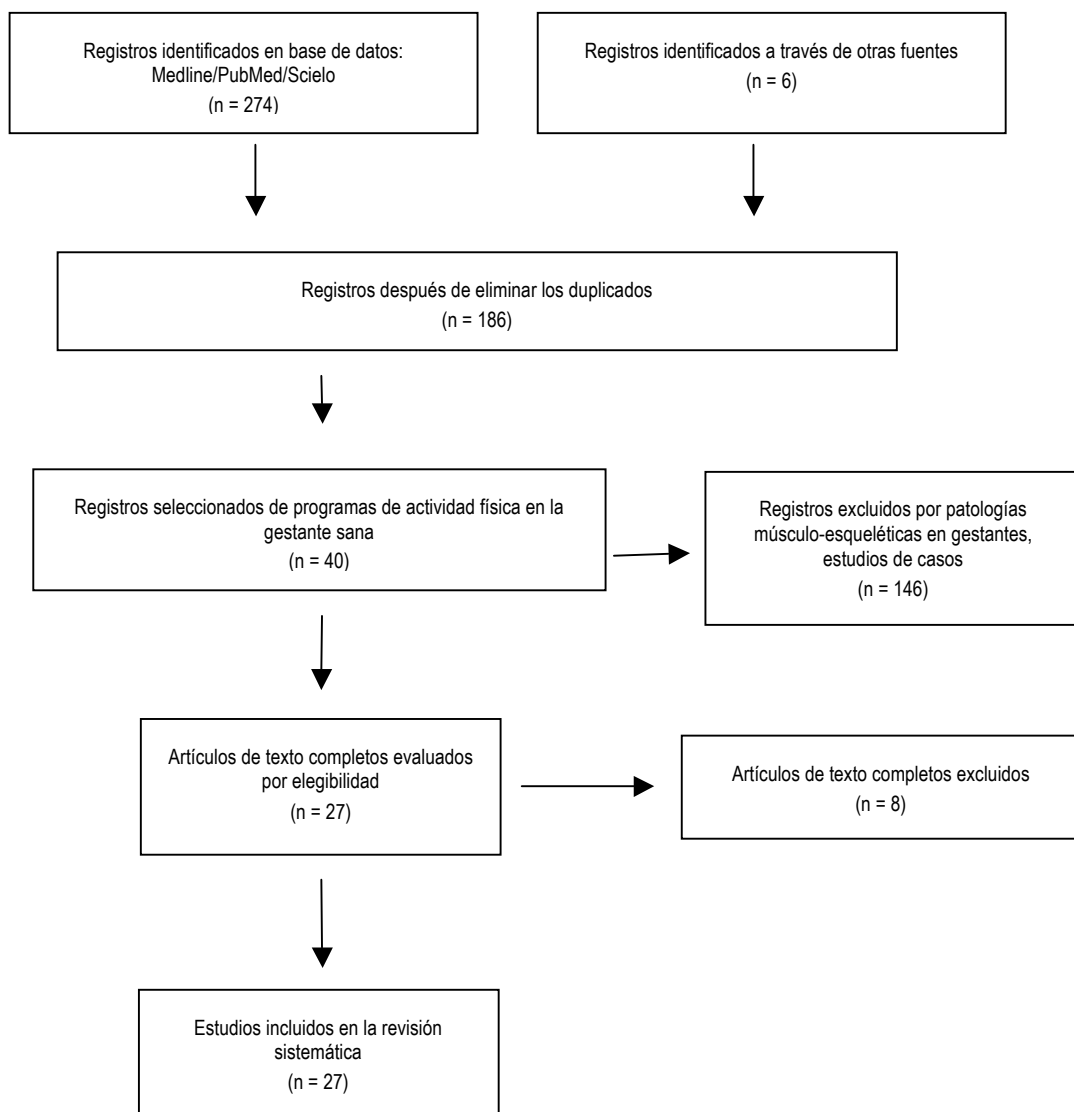 Registros identificados en base de datos:
Medline/PubMed/Scielo
(n = 274)
Registros identificados a través de otras fuentes
(n = 6)
Registros después de eliminar los duplicados
(n = 186)
Registros seleccionados de programas de actividad física en la
gestante sana
(n = 40)
Registros excluidos por patologías
músculo-esqueléticas en gestantes,
estudios de casos
(n = 146)
Artículos de texto completos evaluados
por elegibilidad
(n = 27)
Artículos de texto completos excluidos
(n = 8)
Estudios incluidos en la revisión
sistemática
(n = 27)